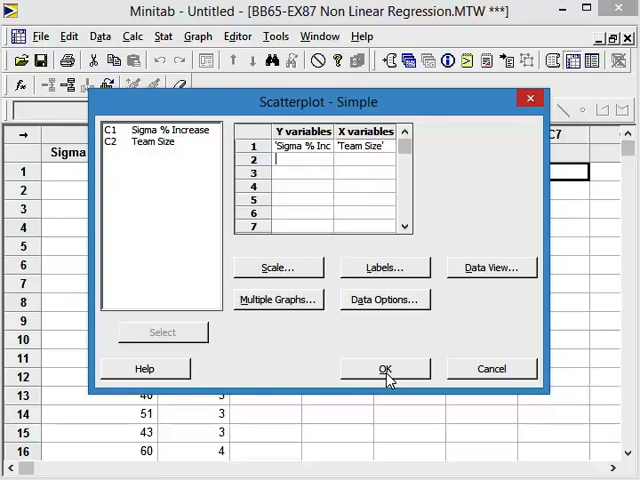 Minitab - Untitled - [BB65-EX87 Non Linear Regression.MTW ***]
File Edit Data Calc Stat Graph Editor Tools Window Help
Scatterplot - Simple
C1 Sigma % Increase
C2 Team Size
Y variables X variables
1 'Sigma % Inc 'Team Size'
2
3
4
5
6
7
Scale... Labels... Data View...
Multiple Graphs... Data Options...
Select
Help OK Cancel
C7
Sigma
1
2
3
4
5
6
7
8
9
10
11
12
13 40 3
14 51 3
15 43 3
16 60 4